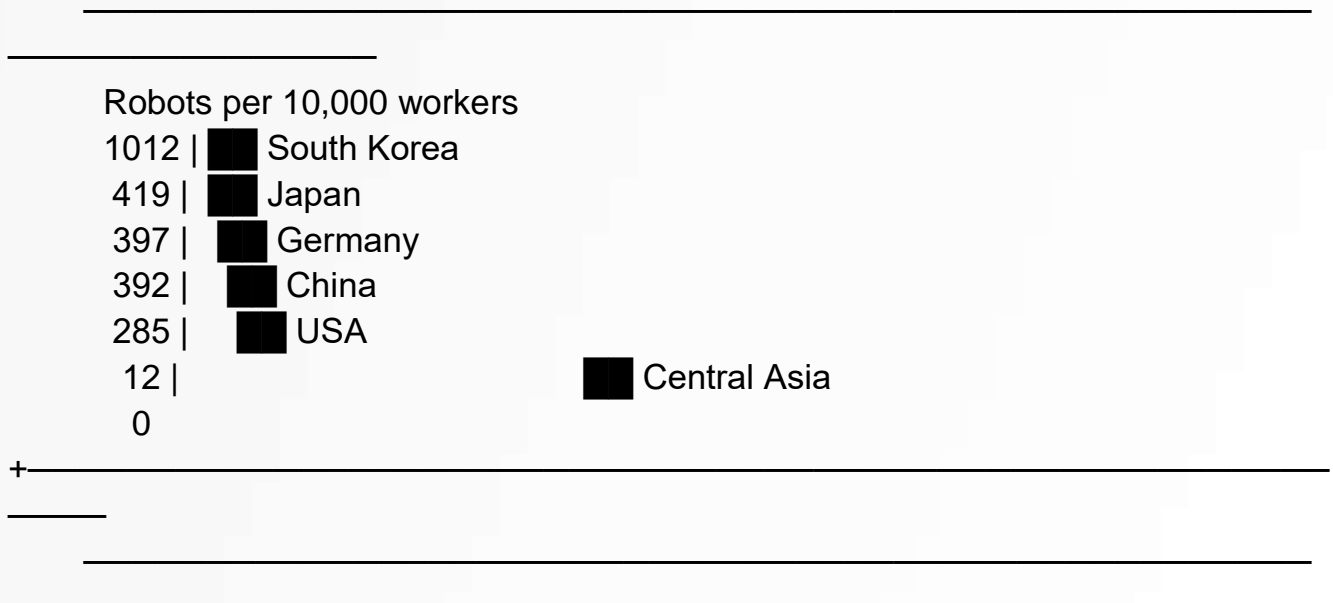 Robots per 10,000 workers
1012 | ██ South Korea
419 | ██ Japan
397 | ██ Germany
392 | ██ China
285 | ██ USA
12 | ██ Central Asia
0
+